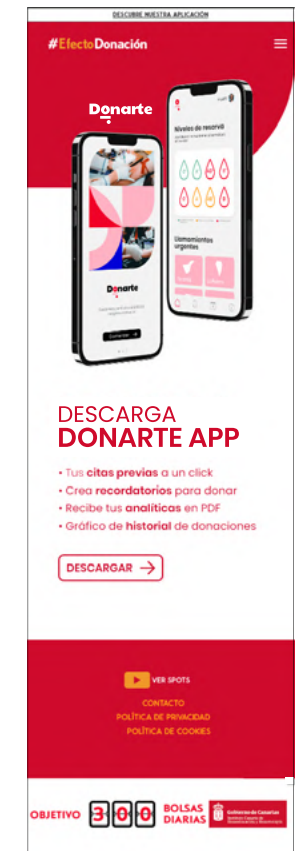 DESCUBRE NUESTRA APLICACIÓN
#EfectoDonación
Donarte
Niveles de reserva
Llamamientos
urgentes
Donarte
DESCARGA
DONARTE APP
• Tus citas previas a un click
• Crea recordatorios para donar
• Recibe tus analíticas en PDF
• Gráfico de historial de donaciones
DESCARGAR →
VER SPOTS
CONTACTO
POLÍTICA DE PRIVACIDAD
POLÍTICA DE COOKIES
OBJETIVO 300 BOLSAS
DIARIAS
Gobierno de Canarias